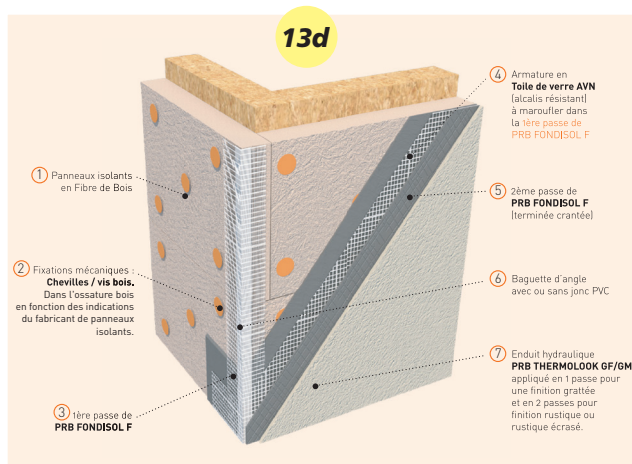 13d
1 Panneaux isolants
en Fibre de Bois
2 Fixations mécaniques :
Chevilles / vis bois.
Dans l'ossature bois
en fonction des indications
du fabricant de panneaux
isolants.
3 1ère passe de
PRB FONDISOL F
4 Armature en
Toile de verre AVN
(alcalis résistant)
à maroufler dans
la 1ère passe de
PRB FONDISOL F
5 2ème passe de
PRB FONDISOL F
(terminée crantée)
6 Baguette d'angle
avec ou sans jonc PVC
7 Enduit hydraulique
PRB THERMOLOOK GF/GM
appliqué en 1 passe pour
une finition grattée
et en 2 passes pour
finition rustique ou
rustique écrasé.